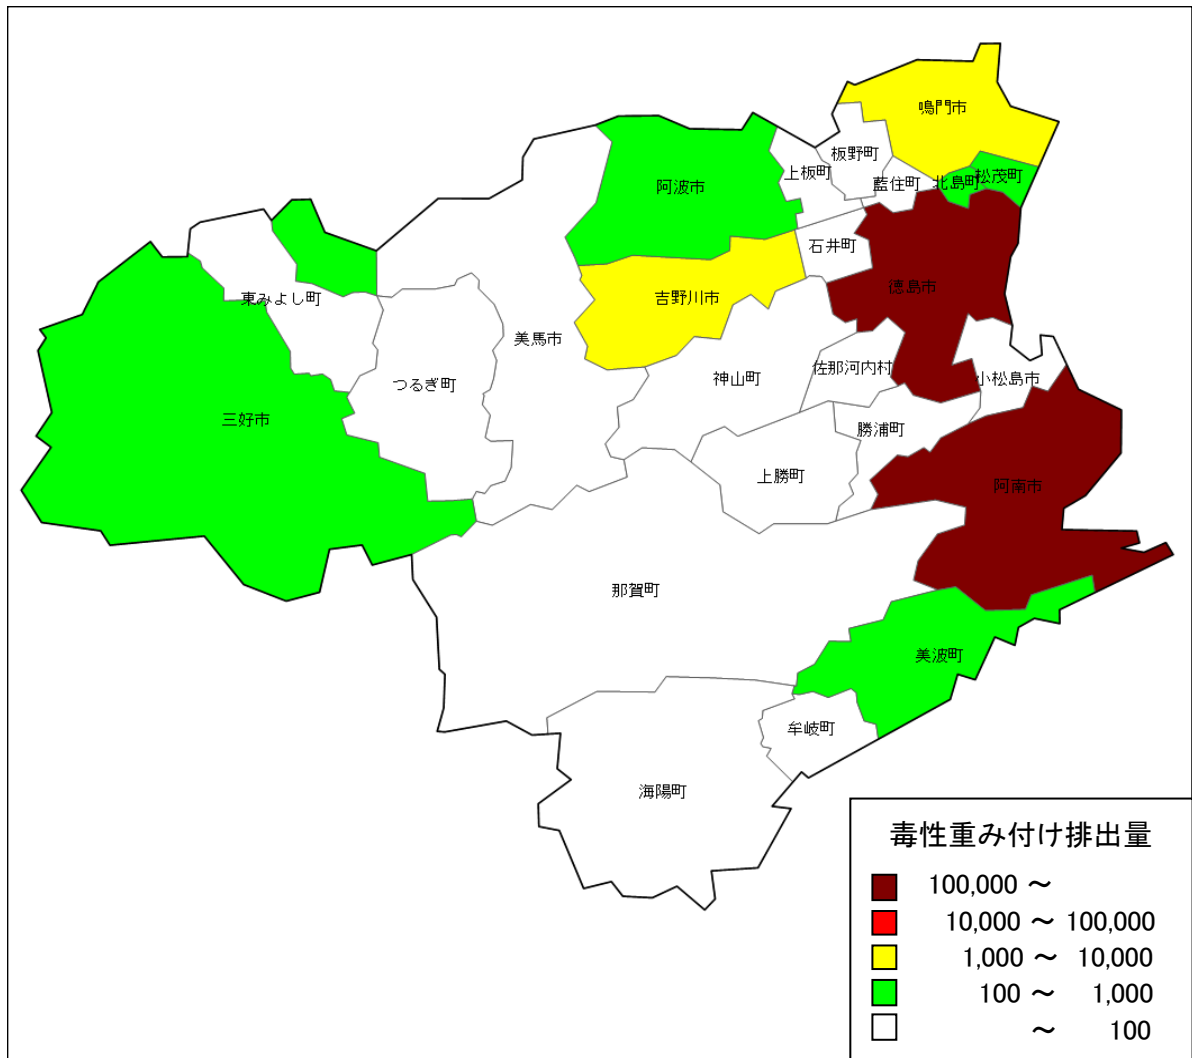 鳴門市
板野町
上板町
藍住町
北島町
松茂町
阿波市
石井町
徳島市
吉野川市
東みよし町
美馬市
つるぎ町
神山町
佐那河内村
小松島市
三好市
勝浦町
上勝町
阿南市
那賀町
美波町
牟岐町
海陽町
毒性重み付け排出量
100,000 ～
10,000 ～ 100,000
1,000 ～ 10,000
100 ～ 1,000
～ 100